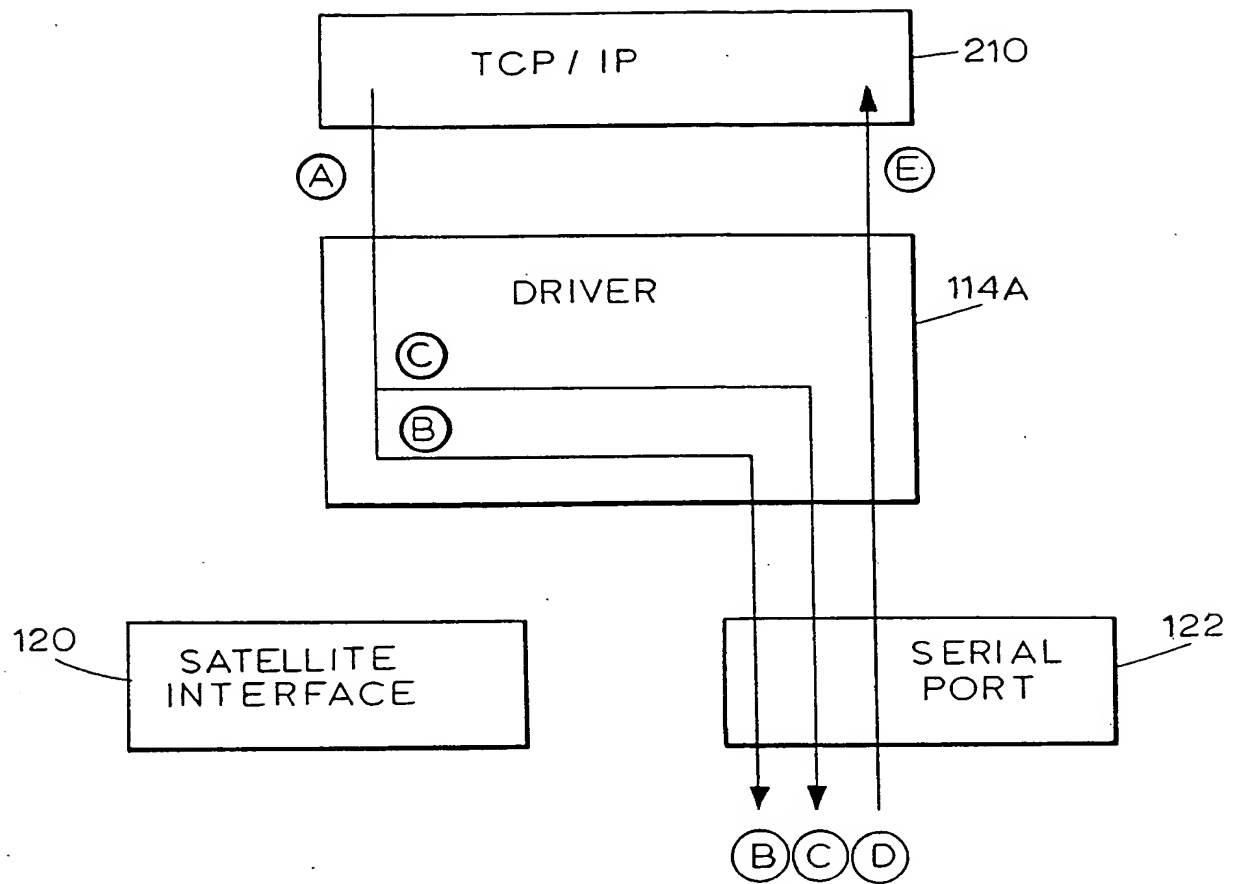 TCP / IP
210
A
E
DRIVER
114A
C
B
120
SATELLITE
INTERFACE
SERIAL
PORT
122
B
C
D